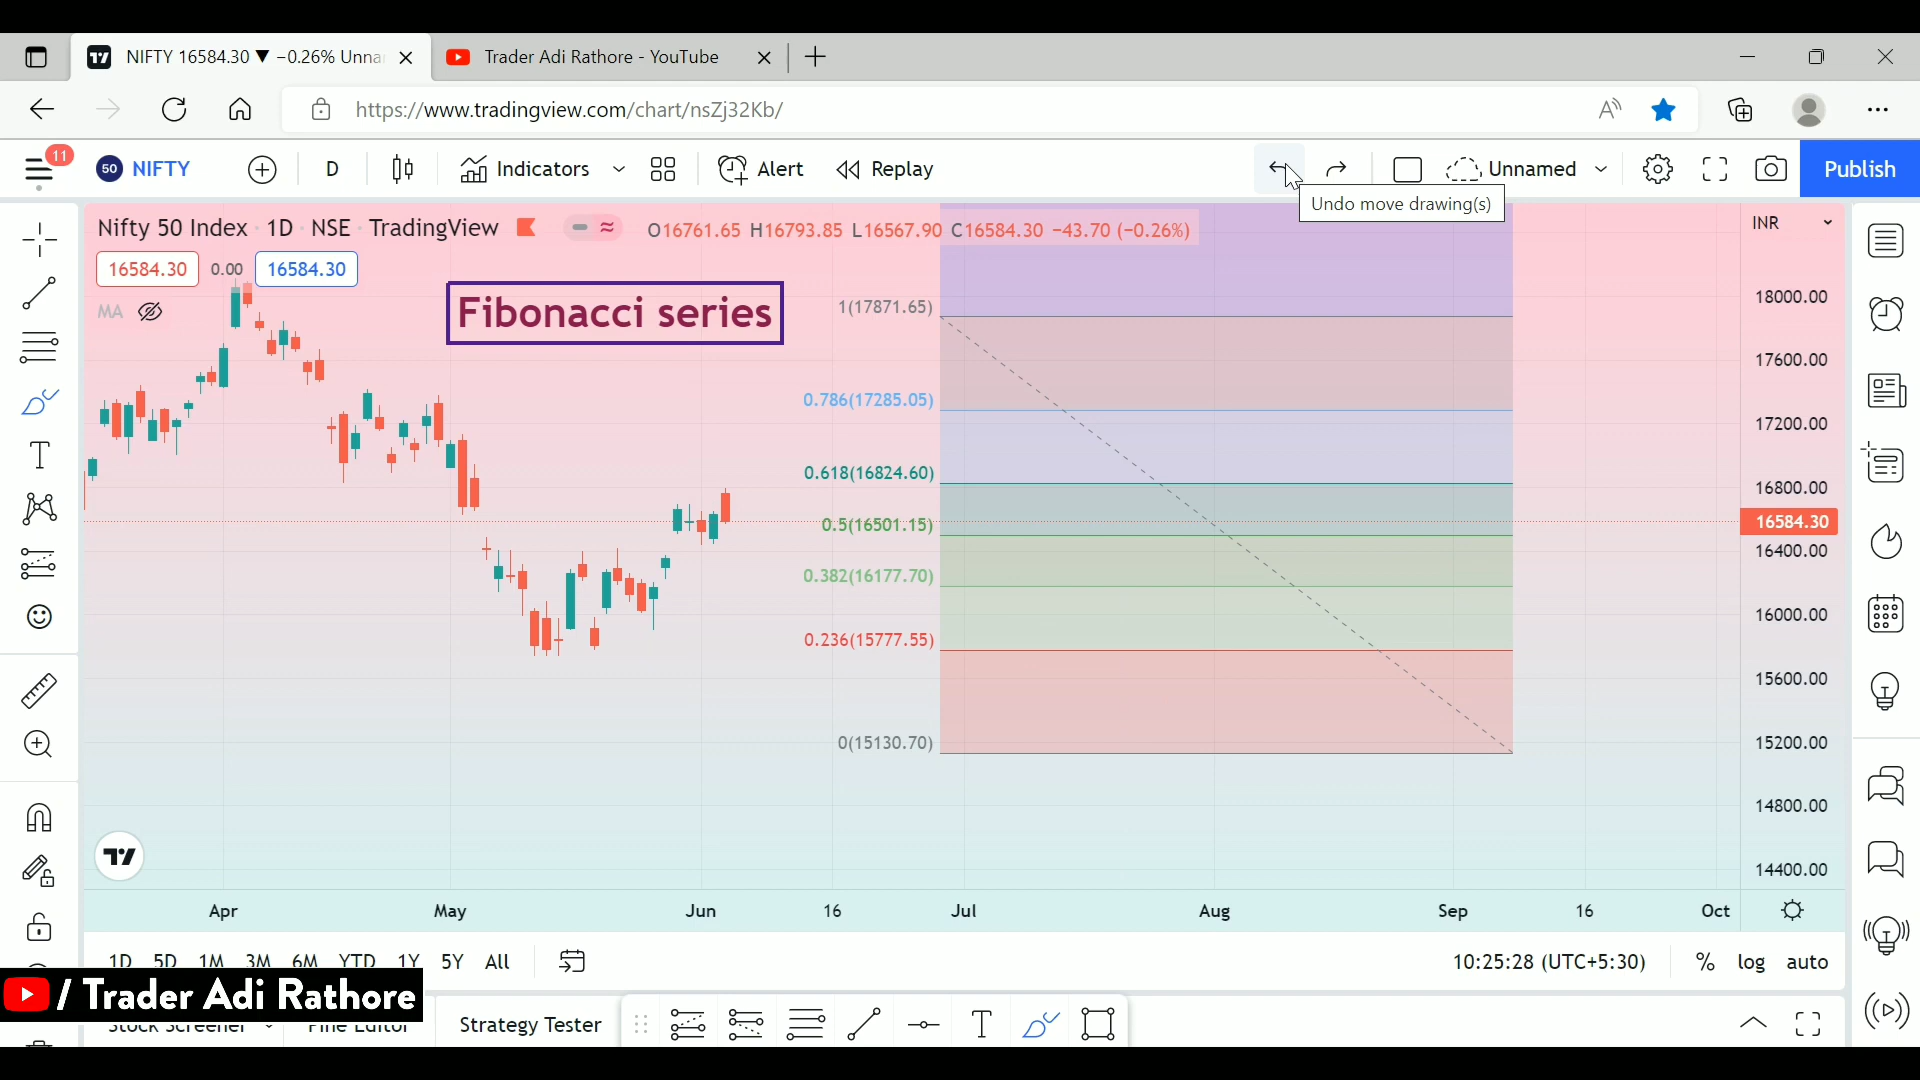 NIFTY 16584.30 ▼ −0.26% Unna
Trader Adi Rathore - YouTube
https://www.tradingview.com/chart/nsZj32Kb/
11
50 NIFTY
D
Indicators
Alert
Replay
Unnamed
Publish
Undo move drawing(s)
Nifty 50 Index · 1D · NSE · TradingView
O16761.65 H16793.85 L16567.90 C16584.30 −43.70 (−0.26%)
INR
16584.30 0.00 16584.30
MA
Fibonacci series
1(17871.65)
0.786(17285.05)
0.618(16824.60)
0.5(16501.15)
0.382(16177.70)
0.236(15777.55)
0(15130.70)
18000.00
17600.00
17200.00
16800.00
16584.30
16400.00
16000.00
15600.00
15200.00
14800.00
14400.00
Apr May Jun 16 Jul Aug Sep 16 Oct
1D 5D 1M 3M 6M YTD 1Y 5Y All
10:25:28 (UTC+5:30) % log auto
/ Trader Adi Rathore
Stock Screener Pine Editor Strategy Tester